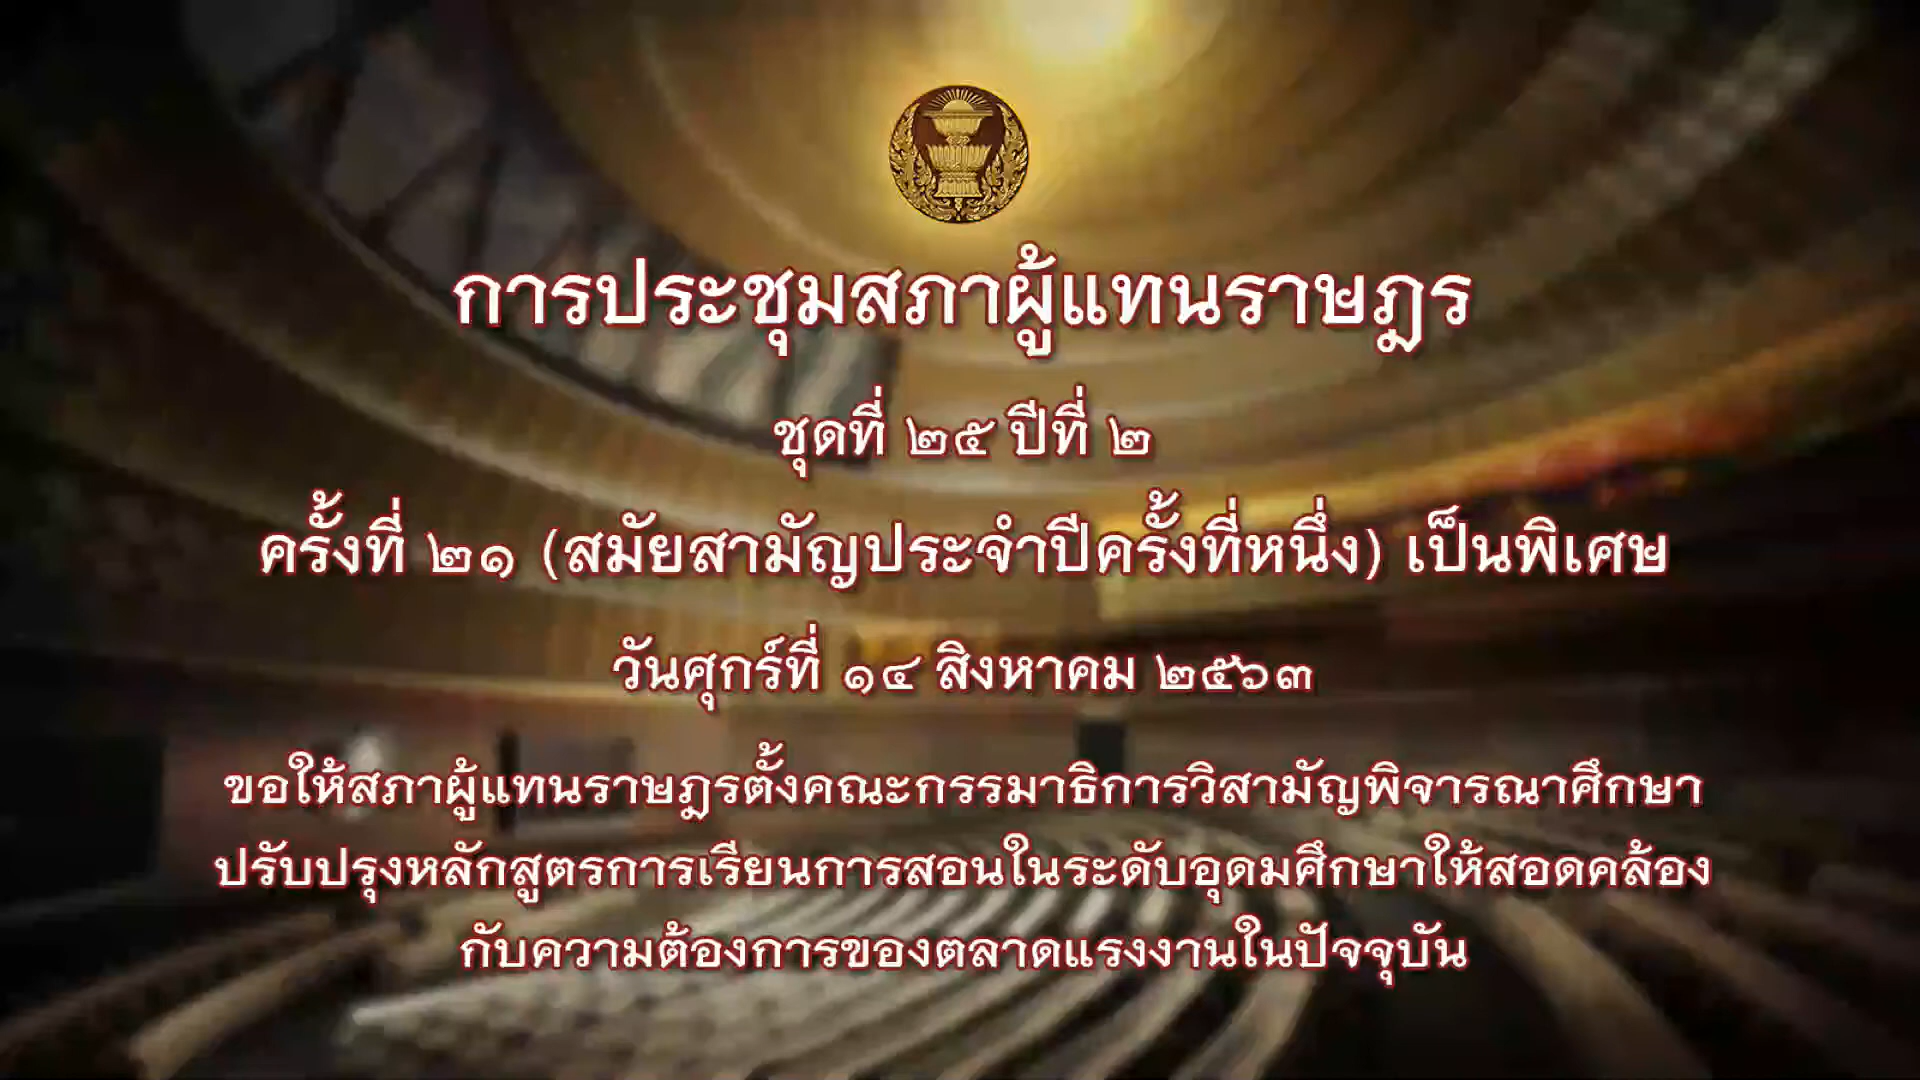 การประชุมสภาผู้แทนราษฎร
ชุดที่ ๒๕ ปีที่ ๒
ครั้งที่ ๒๑ (สมัยสามัญประจำปีครั้งที่หนึ่ง) เป็นพิเศษ
วันศุกร์ที่ ๑๔ สิงหาคม ๒๕๖๓
ขอให้สภาผู้แทนราษฎรตั้งคณะกรรมาธิการวิสามัญพิจารณาศึกษา
ปรับปรุงหลักสูตรการเรียนการสอนในระดับอุดมศึกษาให้สอดคล้อง
กับความต้องการของตลาดแรงงานในปัจจุบัน